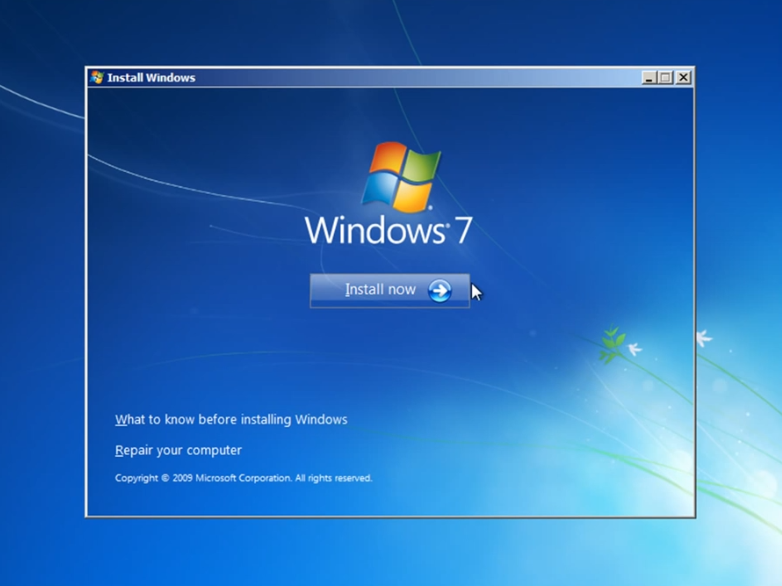 Install Windows
Windows® 7
Install now
What to know before installing Windows
Repair your computer
Copyright © 2009 Microsoft Corporation. All rights reserved.